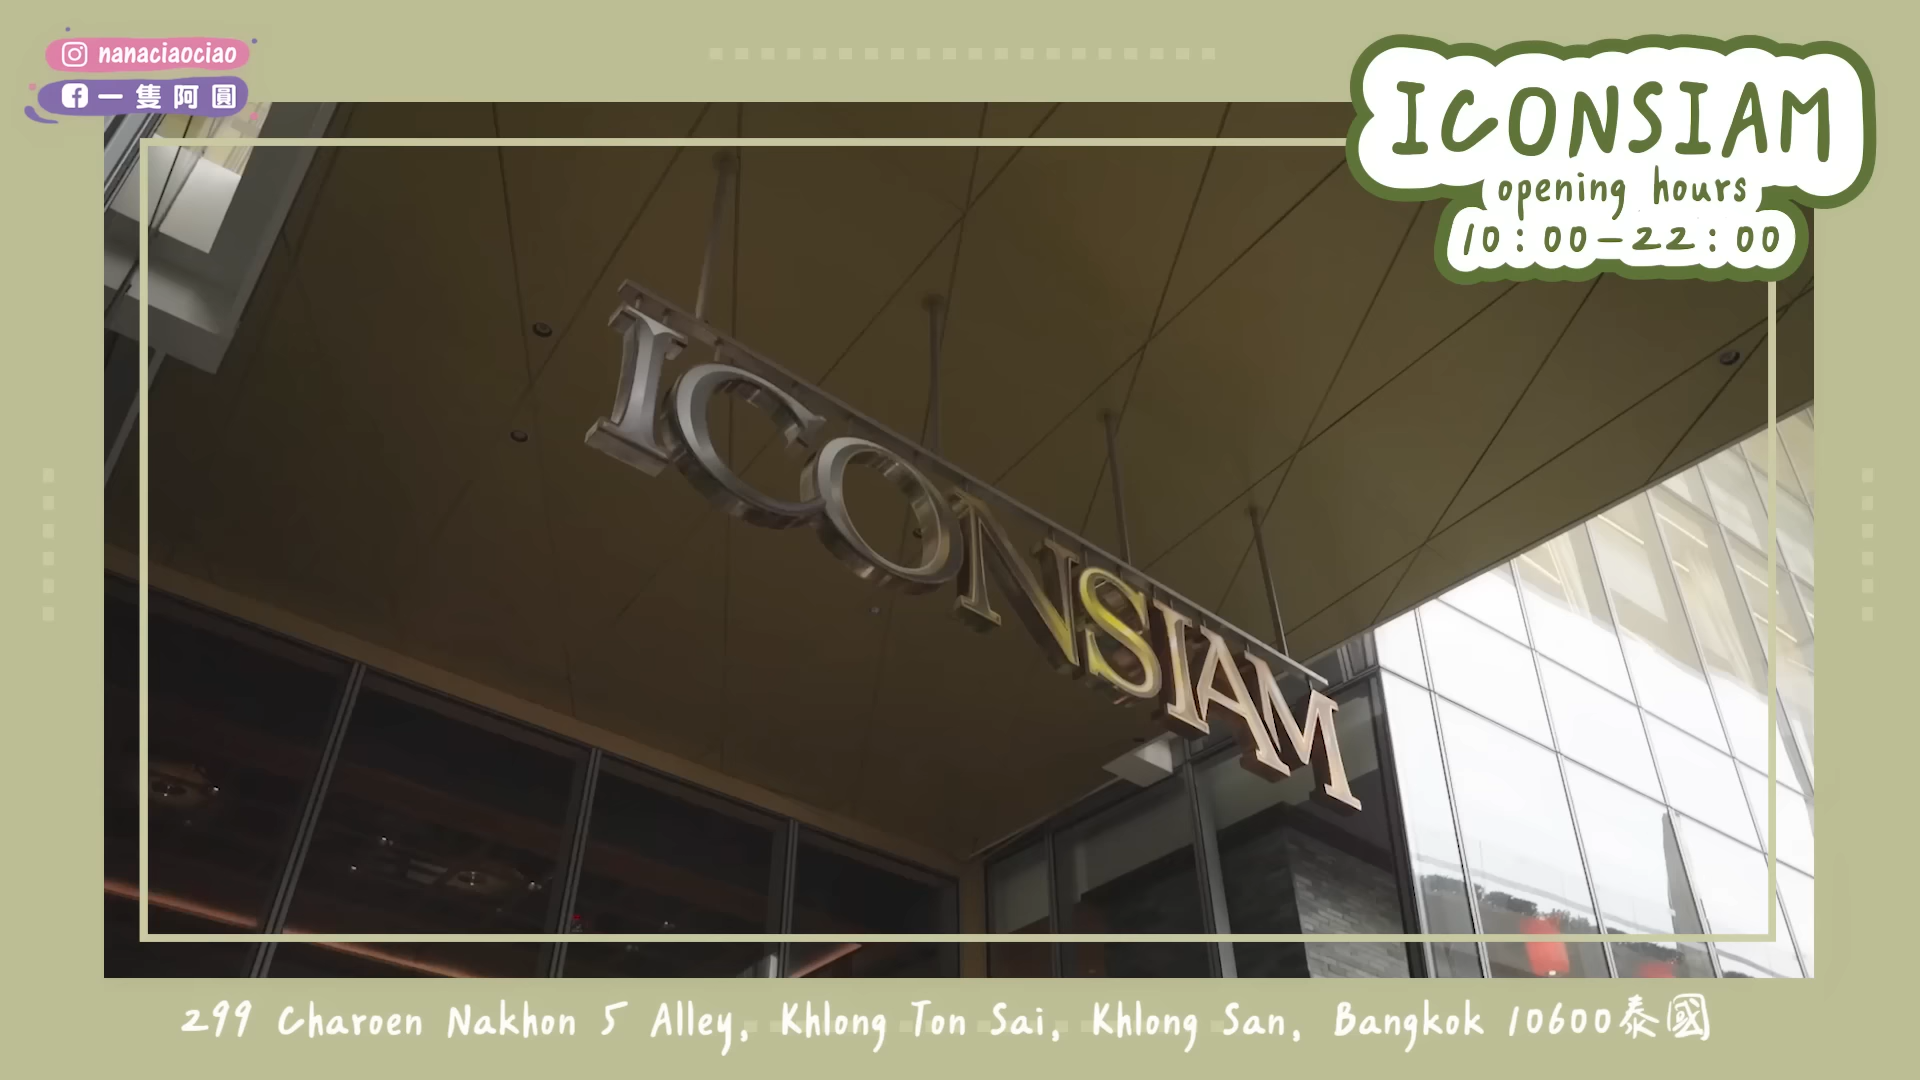 nanaciaociao
一隻阿圓
ICONSIAM
opening hours
10:00-22:00
ICONSIAM
299 Charoen Nakhon 5 Alley, Khlong Ton Sai, Khlong San, Bangkok 10600泰國